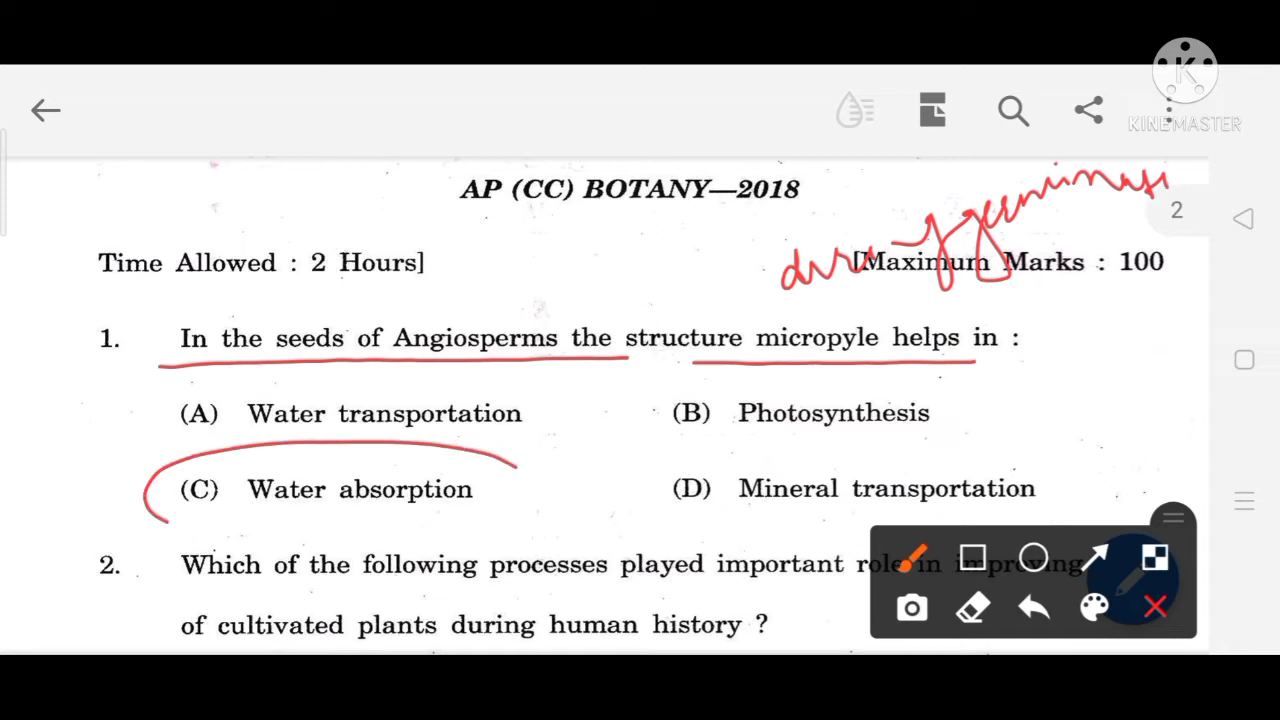 KINEMASTER
AP (CC) BOTANY—2018
2
Time Allowed : 2 Hours] [Maximum Marks : 100
1. In the seeds of Angiosperms the structure micropyle helps in :
(A) Water transportation (B) Photosynthesis
(C) Water absorption (D) Mineral transportation
2. Which of the following processes played important role in improving
of cultivated plants during human history ?